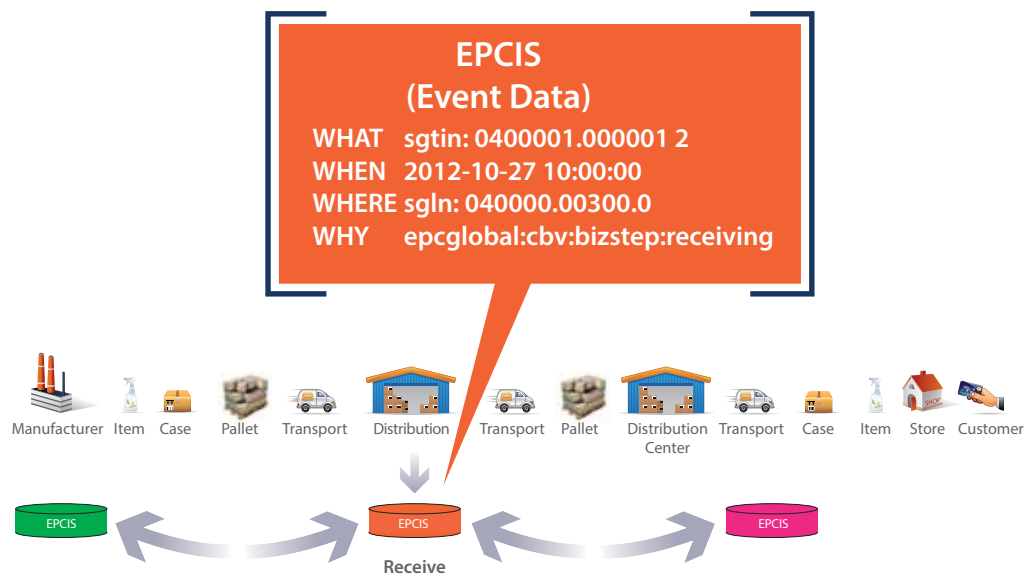 EPCIS
(Event Data)
WHAT sgtin: 0400001.000001 2
WHEN 2012-10-27 10:00:00
WHERE sgln: 040000.00300.0
WHY epcglobal:cbv:bizstep:receiving
SHOP
Manufacturer Item Case Pallet Transport Distribution Transport Pallet Distribution Transport Case Item Store Customer
Center
EPCIS EPCIS EPCIS
Receive